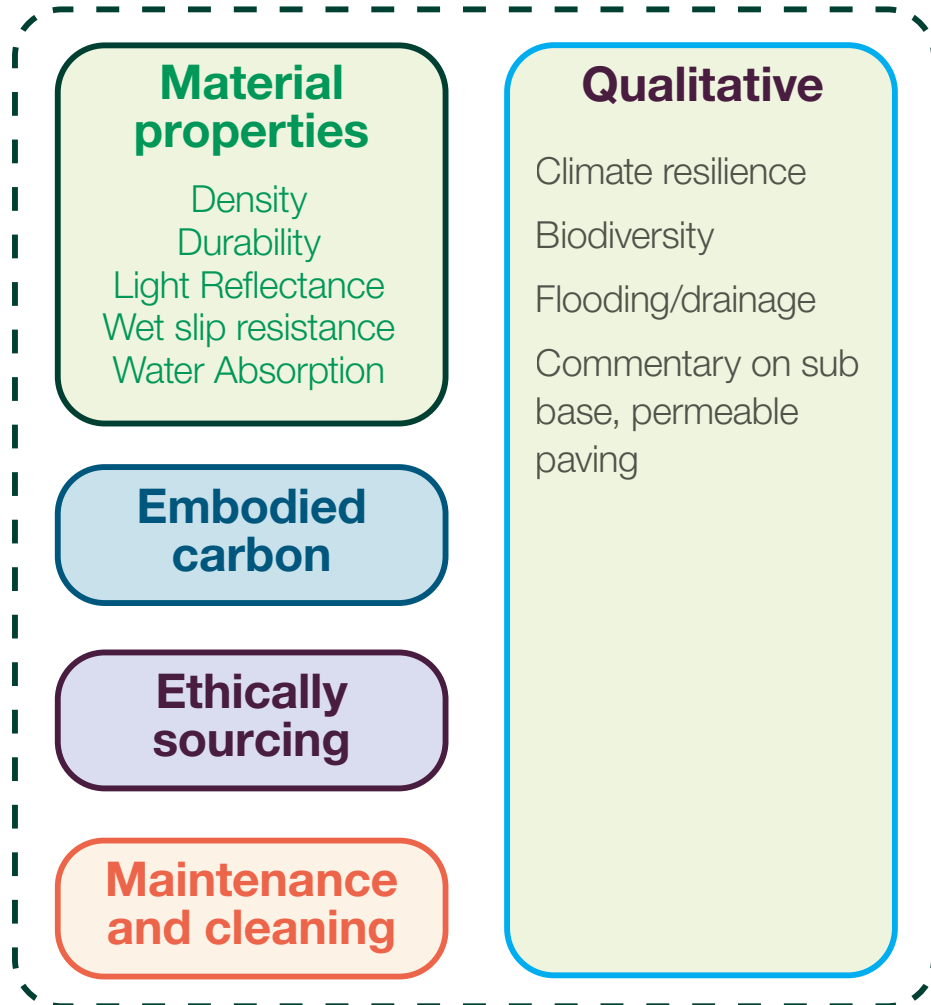 Material
properties
Density
Durability
Light Reflectance
Wet slip resistance
Water Absorption
Embodied
carbon
Ethically
sourcing
Maintenance
and cleaning
Qualitative
Climate resilience
Biodiversity
Flooding/drainage
Commentary on sub
base, permeable
paving